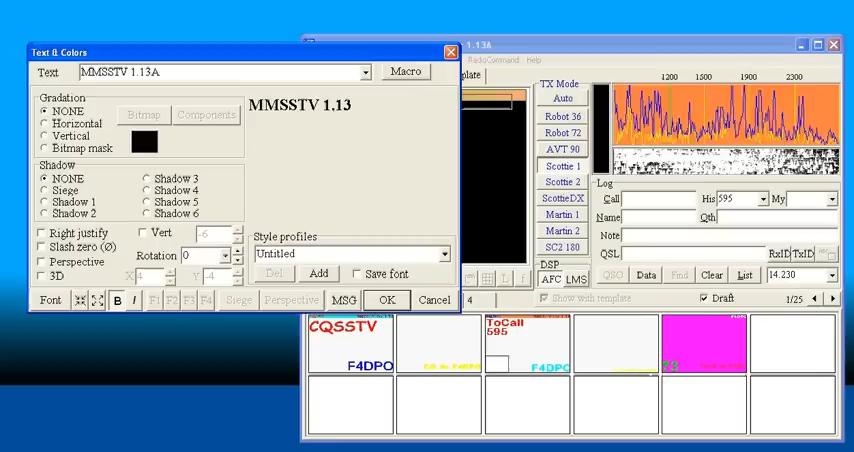 Text & Colors
Text MMSSTV 1.13A Macro
Gradation
NONE
Horizontal
Vertical
Bitmap mask
Bitmap Components
MMSSTV 1.13
Shadow
NONE
Siege
Shadow 1
Shadow 2
Shadow 3
Shadow 4
Shadow 5
Shadow 6
Right justify
Slash zero (Ø)
Perspective
3D
Vert -6
Rotation 0
X 4 Y -4
Style profiles
Untitled
Del Add Save font
Font B I F1 F2 F3 F4 Siege Perspective MSG OK Cancel
1.13A
RadioCommand Help
plate
TX Mode
Auto
Robot 36
Robot 72
AVT 90
Scottie 1
Scottie 2
ScottieDX
Martin 1
Martin 2
SC2 180
DSP
AFC LMS
1200 1500 1900 2300
Log
Call His 595 My
Name Qth
Note
QSL RxID TxID
QSO Data Find Clear List 14.230
4 Show with template Draft 1/25
CQSSTV
F4DPO
ToCall
595
F4DPO
F4DPO
73